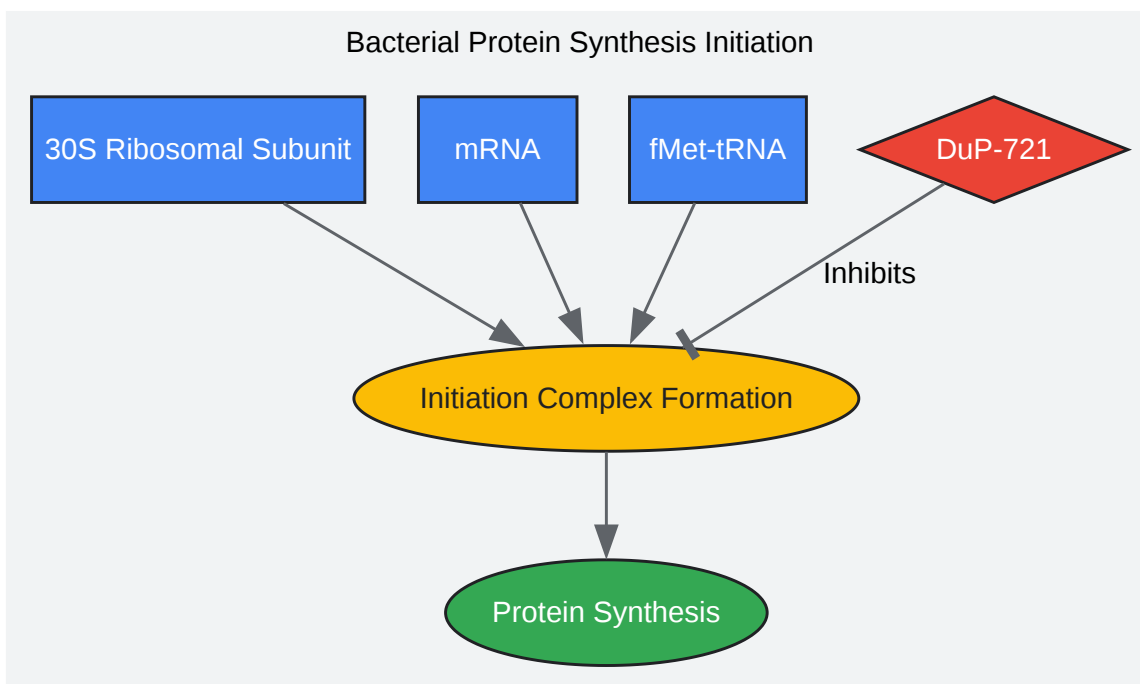 Bacterial Protein Synthesis Initiation
30S Ribosomal Subunit
mRNA
fMet-tRNA
DuP-721
Inhibits
Initiation Complex Formation
Protein Synthesis